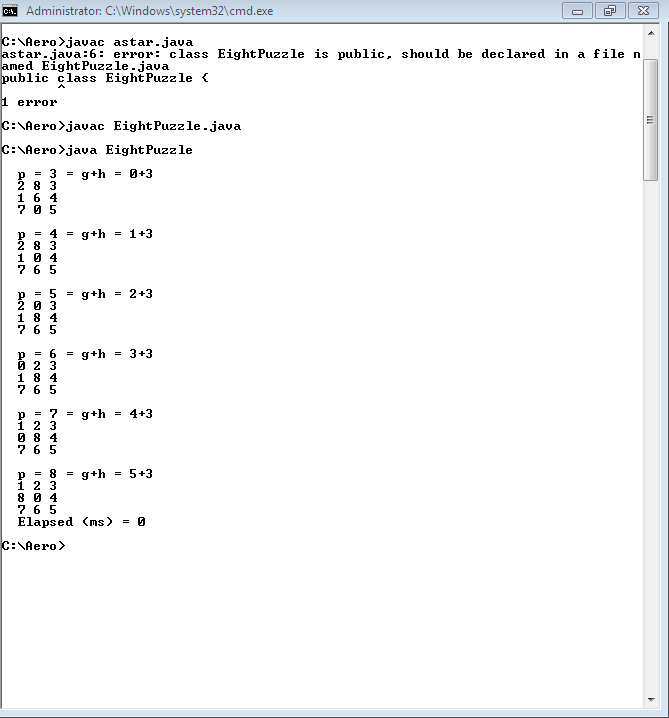 Administrator: C:\Windows\system32\cmd.exe
C:\Aero>javac astar.java
astar.java:6: error: class EightPuzzle is public, should be declared in a file n
amed EightPuzzle.java
public class EightPuzzle {
^
1 error
C:\Aero>javac EightPuzzle.java
C:\Aero>java EightPuzzle
p = 3 = g+h = 0+3
2 8 3
1 6 4
7 0 5
p = 4 = g+h = 1+3
2 8 3
1 0 4
7 6 5
p = 5 = g+h = 2+3
2 0 3
1 8 4
7 6 5
p = 6 = g+h = 3+3
0 2 3
1 8 4
7 6 5
p = 7 = g+h = 4+3
1 2 3
0 8 4
7 6 5
p = 8 = g+h = 5+3
1 2 3
8 0 4
7 6 5
Elapsed (ms) = 0
C:\Aero>